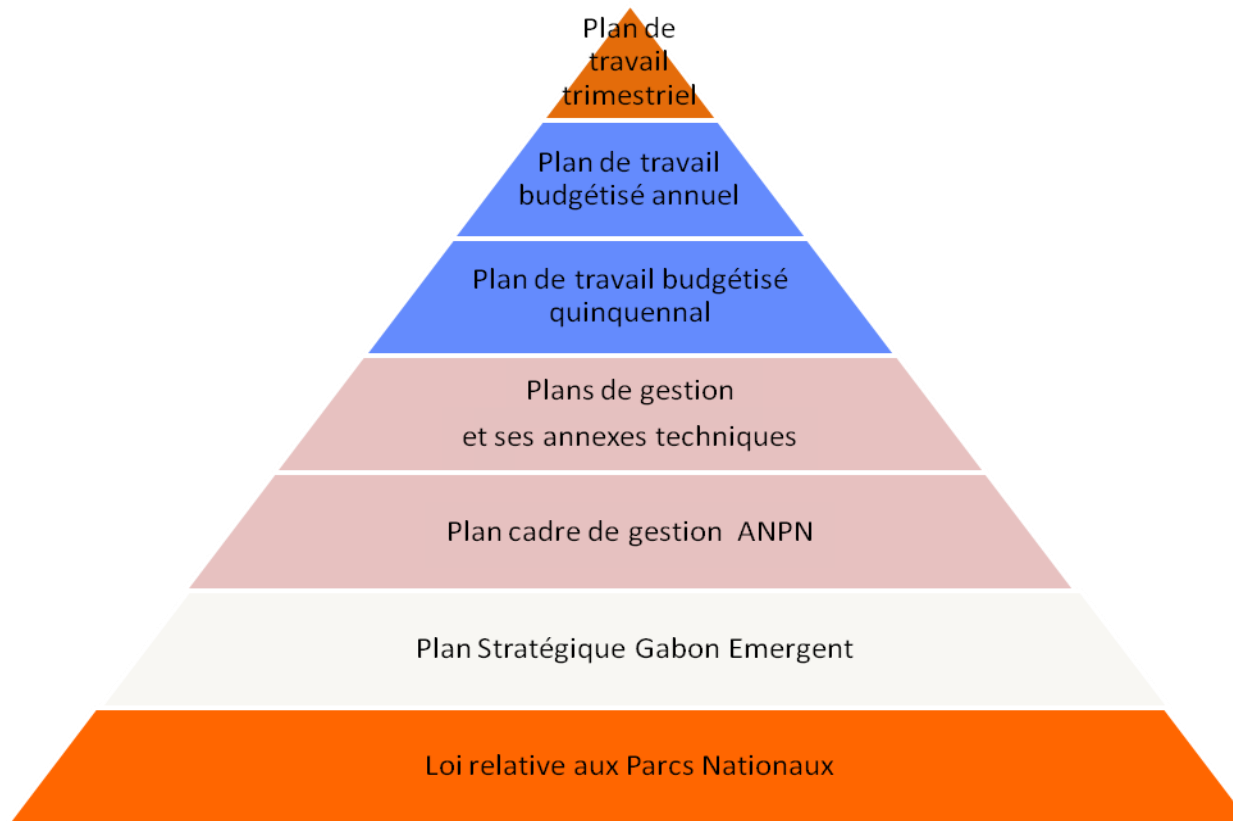 Plan de
travail
trimestriel
Plan de travail
budgétisé annuel
Plan de travail budgétisé
quinquennal
Plans de gestion
et ses annexes techniques
Plan cadre de gestion ANPN
Plan Stratégique Gabon Emergent
Loi relative aux Parcs Nationaux